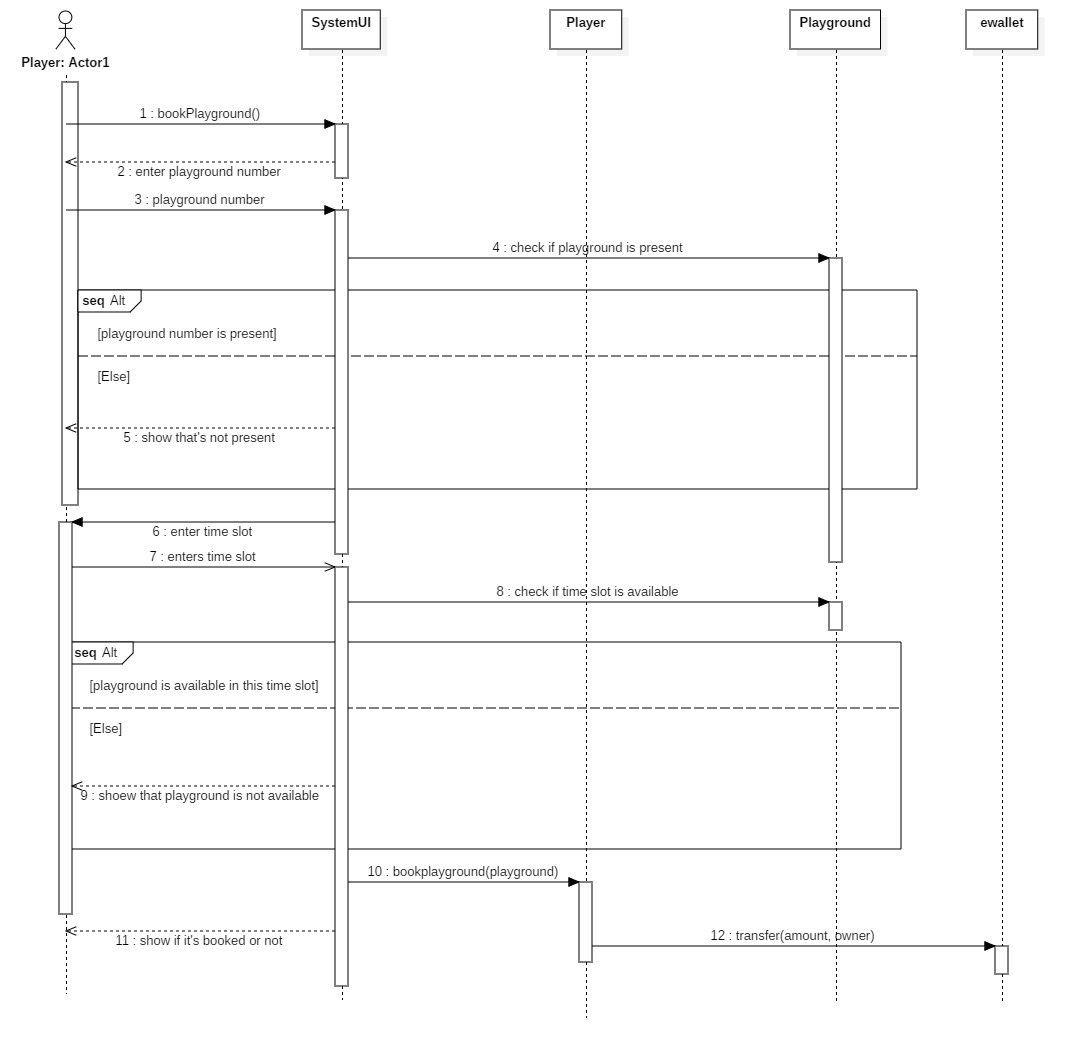 SystemUI
Player
Playground
ewallet
Player: Actor1
1 : bookPlayground()
2 : enter playground number
3 : playground number
4 : check if playground is present
seq Alt
[playground number is present]
[Else]
5 : show that's not present
6 : enter time slot
7 : enters time slot
8 : check if time slot is available
seq Alt
[playground is available in this time slot]
[Else]
9 : shoew that playground is not available
10 : bookplayground(playground)
11 : show if it's booked or not
12 : transfer(amount, owner)